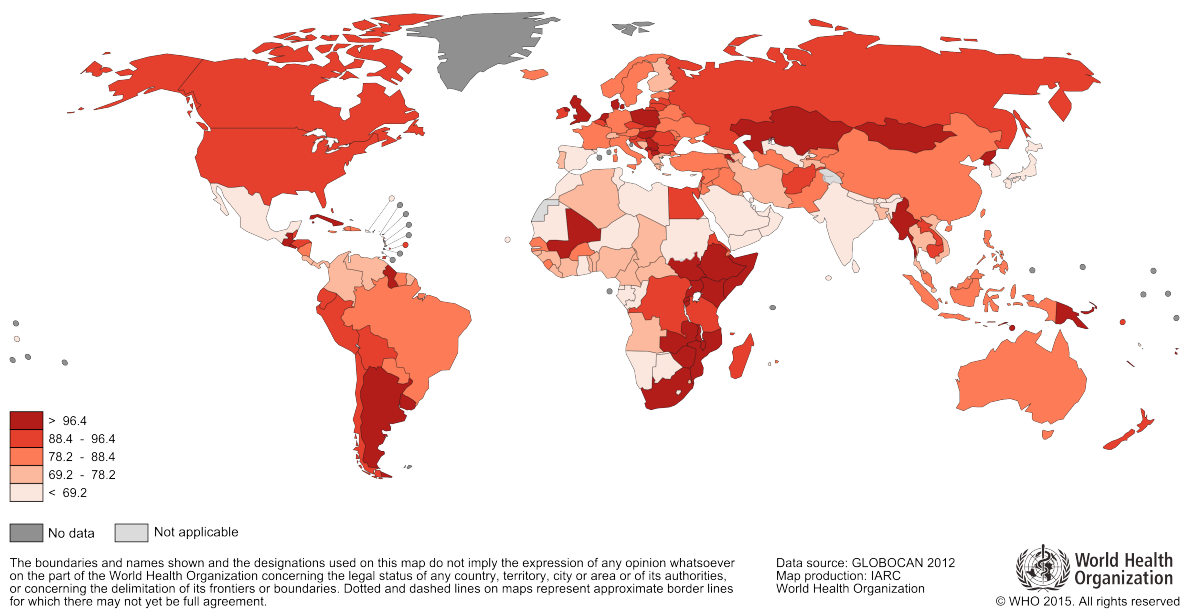 > 96.4
88.4 - 96.4
78.2 - 88.4
69.2 - 78.2
< 69.2
No data
Not applicable
The boundaries and names shown and the designations used on this map do not imply the expression of any opinion whatsoever
on the part of the World Health Organization concerning the legal status of any country, territory, city or area or of its authorities,
or concerning the delimitation of its frontiers or boundaries. Dotted and dashed lines on maps represent approximate border lines
for which there may not yet be full agreement.
Data source: GLOBOCAN 2012
Map production: IARC
World Health Organization
World Health
Organization
© WHO 2015. All rights reserved